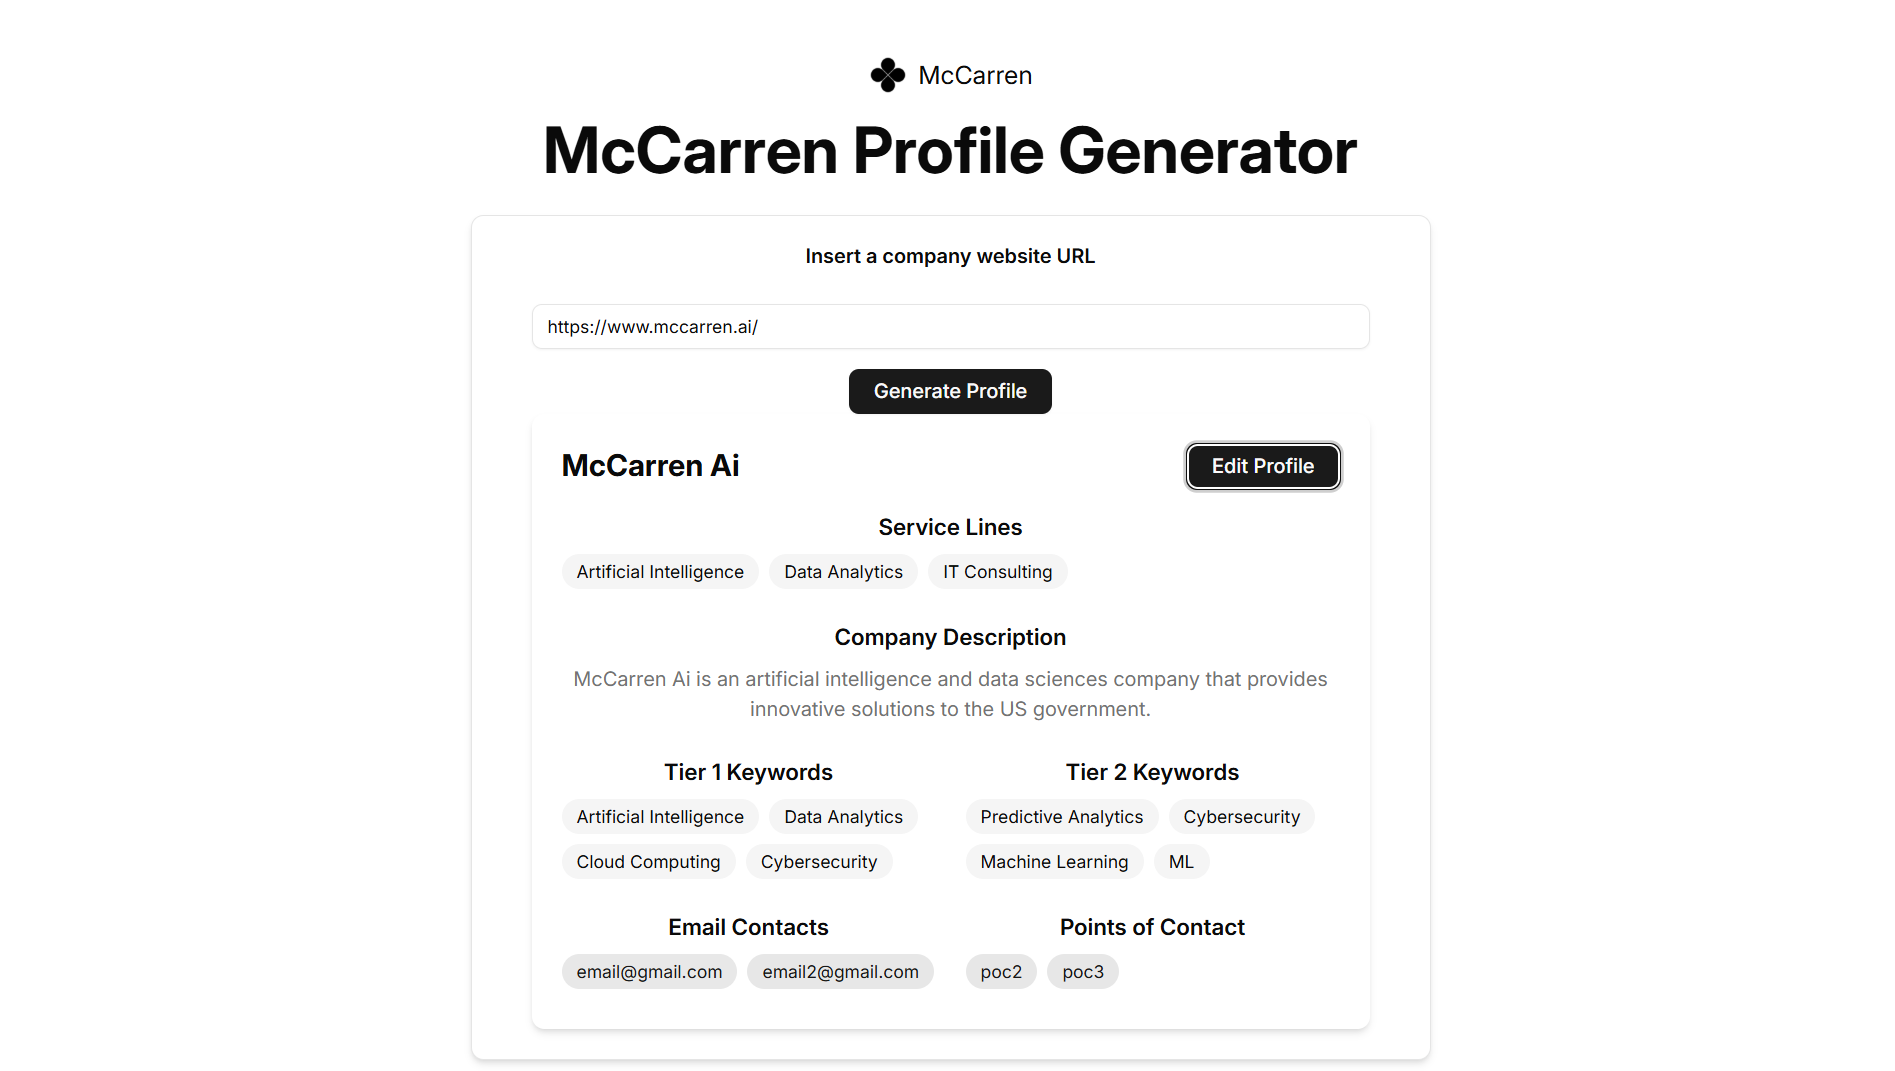 McCarren
McCarren Profile Generator
Insert a company website URL
https://www.mccarren.ai/
Generate Profile
McCarren Ai
Edit Profile
Service Lines
Artificial Intelligence
Data Analytics
IT Consulting
Company Description
McCarren Ai is an artificial intelligence and data sciences company that provides
innovative solutions to the US government.
Tier 1 Keywords
Artificial Intelligence
Data Analytics
Cloud Computing
Cybersecurity
Tier 2 Keywords
Predictive Analytics
Cybersecurity
Machine Learning
ML
Email Contacts
email@gmail.com
email2@gmail.com
Points of Contact
poc2
poc3